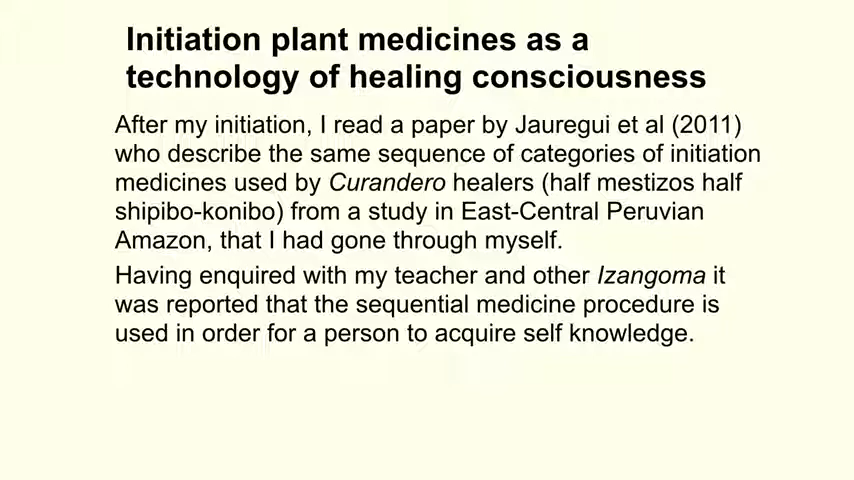 Initiation plant medicines as a
technology of healing consciousness
After my initiation, I read a paper by Jauregui et al (2011)
who describe the same sequence of categories of initiation
medicines used by Curandero healers (half mestizos half
shipibo-konibo) from a study in East-Central Peruvian
Amazon, that I had gone through myself.
Having enquired with my teacher and other Izangoma it
was reported that the sequential medicine procedure is
used in order for a person to acquire self knowledge.